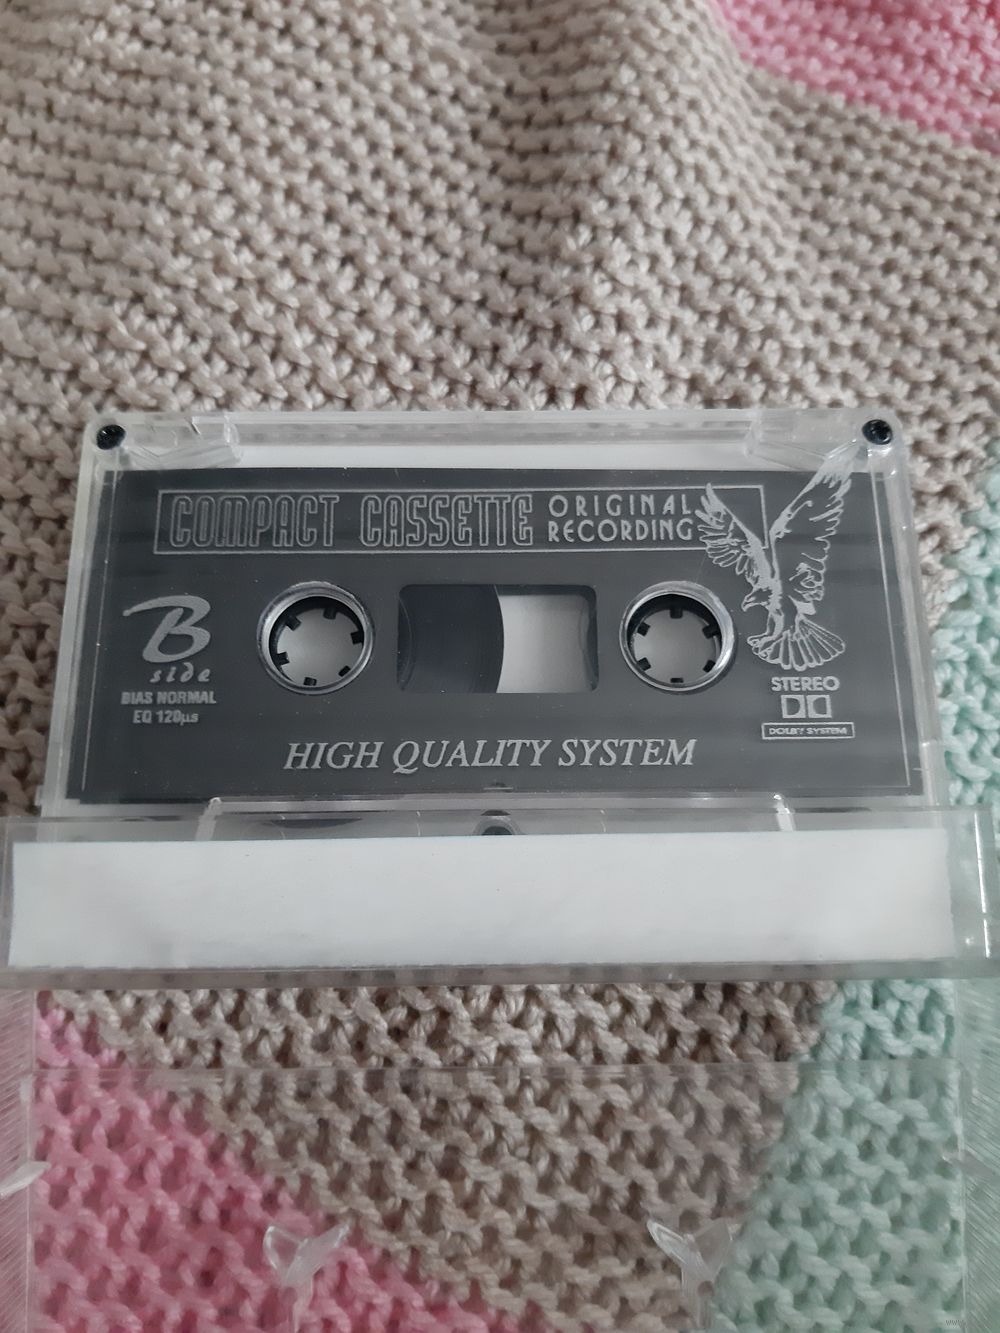 COMPACT CASSETTE ORIGINAL RECORDING
B
side
BIAS NORMAL
EQ 120µs
STEREO
DOLBY SYSTEM
HIGH QUALITY SYSTEM